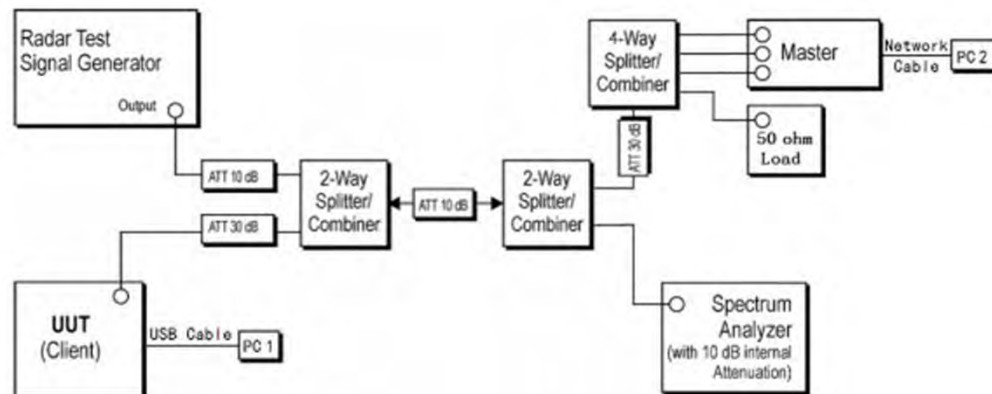 Radar Test
Signal Generator
Output
4-Way
Splitter/
Combiner
Master
Network
Cable
PC 2
ATT 30 dB
50 ohm
Load
ATT 10 dB
2-Way
Splitter/
Combiner
ATT 10 dB
2-Way
Splitter/
Combiner
ATT 30 dB
UUT
(Client)
USB Cable
PC 1
Spectrum
Analyzer
(with 10 dB internal
Attenuation)